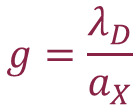 g = λ_D / a_X